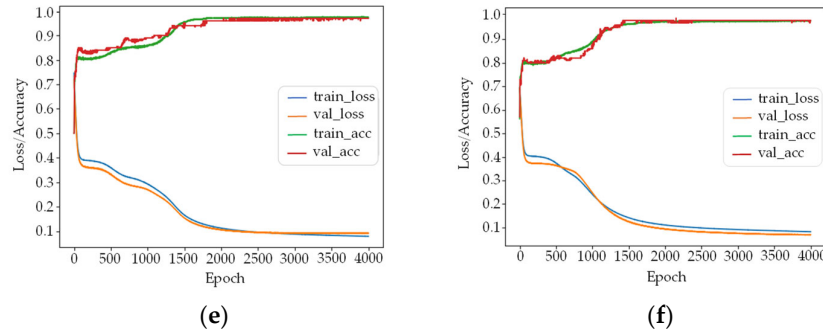 1.0
0.9
0.8
0.7
0.6
0.5
0.4
0.3
0.2
0.1
Loss/Accuracy
train_loss
val_loss
train_acc
val_acc
0 500 1000 1500 2000 2500 3000 3500 4000
Epoch
(e)
1.0
0.9
0.8
0.7
0.6
0.5
0.4
0.3
0.2
0.1
Loss/Accuracy
train_loss
val_loss
train_acc
val_acc
0 500 1000 1500 2000 2500 3000 3500 4000
Epoch
(f)